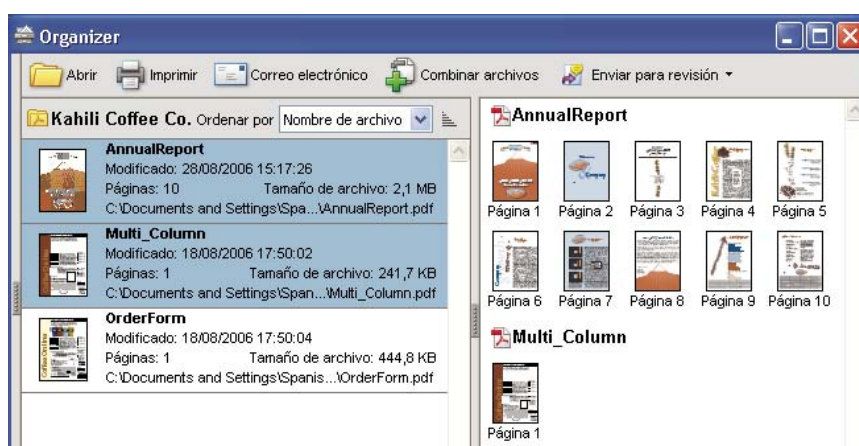 Organizer
Abrir Imprimir Correo electrónico Combinar archivos Enviar para revisión
Kahili Coffee Co. Ordenar por Nombre de archivo
AnnualReport
Modificado: 28/08/2006 15:17:26
Páginas: 10 Tamaño de archivo: 2,1 MB
C:\Documents and Settings\Spa...\AnnualReport.pdf
Multi_Column
Modificado: 18/08/2006 17:50:02
Páginas: 1 Tamaño de archivo: 241,7 KB
C:\Documents and Settings\Span...\Multi_Column.pdf
OrderForm
Modificado: 18/08/2006 17:50:04
Páginas: 1 Tamaño de archivo: 444,8 KB
C:\Documents and Settings\Spanis...\OrderForm.pdf
AnnualReport
Página 1 Página 2 Página 3 Página 4 Página 5
Página 6 Página 7 Página 8 Página 9 Página 10
Multi_Column
Página 1